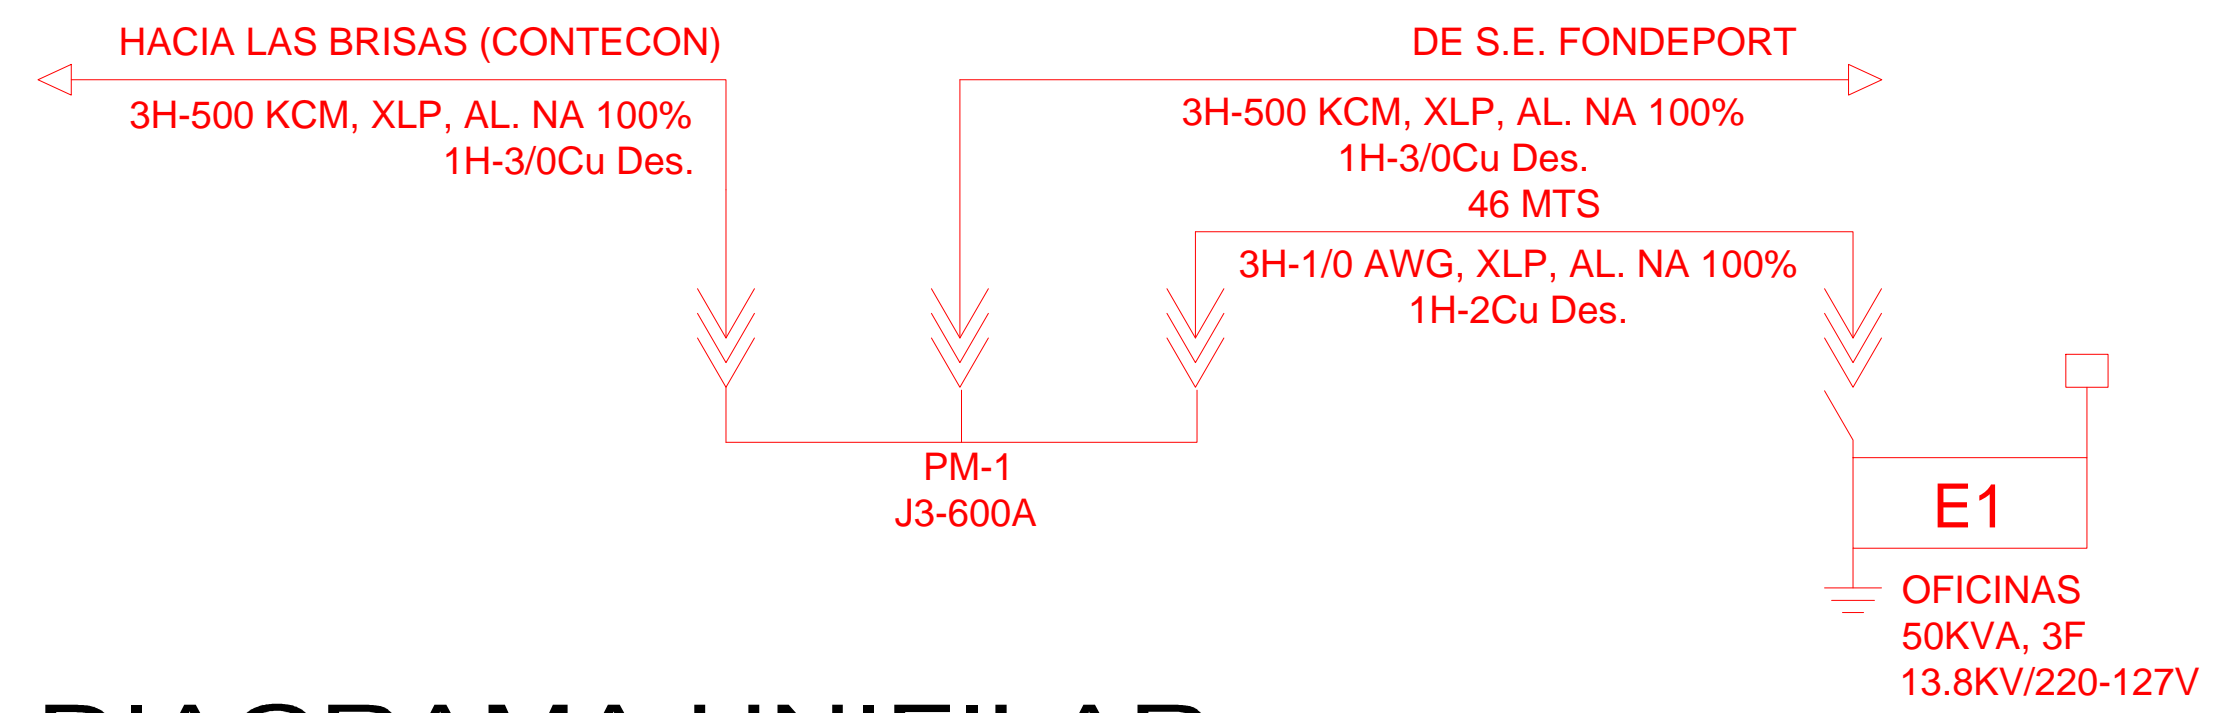 HACIA LAS BRISAS (CONTECON)
3H-500 KCM, XLP, AL. NA 100%
1H-3/0Cu Des.
DE S.E. FONDEPORT
3H-500 KCM, XLP, AL. NA 100%
1H-3/0Cu Des.
46 MTS
3H-1/0 AWG, XLP, AL. NA 100%
1H-2Cu Des.
PM-1
J3-600A
E1
OFICINAS
50KVA, 3F
13.8KV/220-127V
DIAGRAMA UNIFILAR